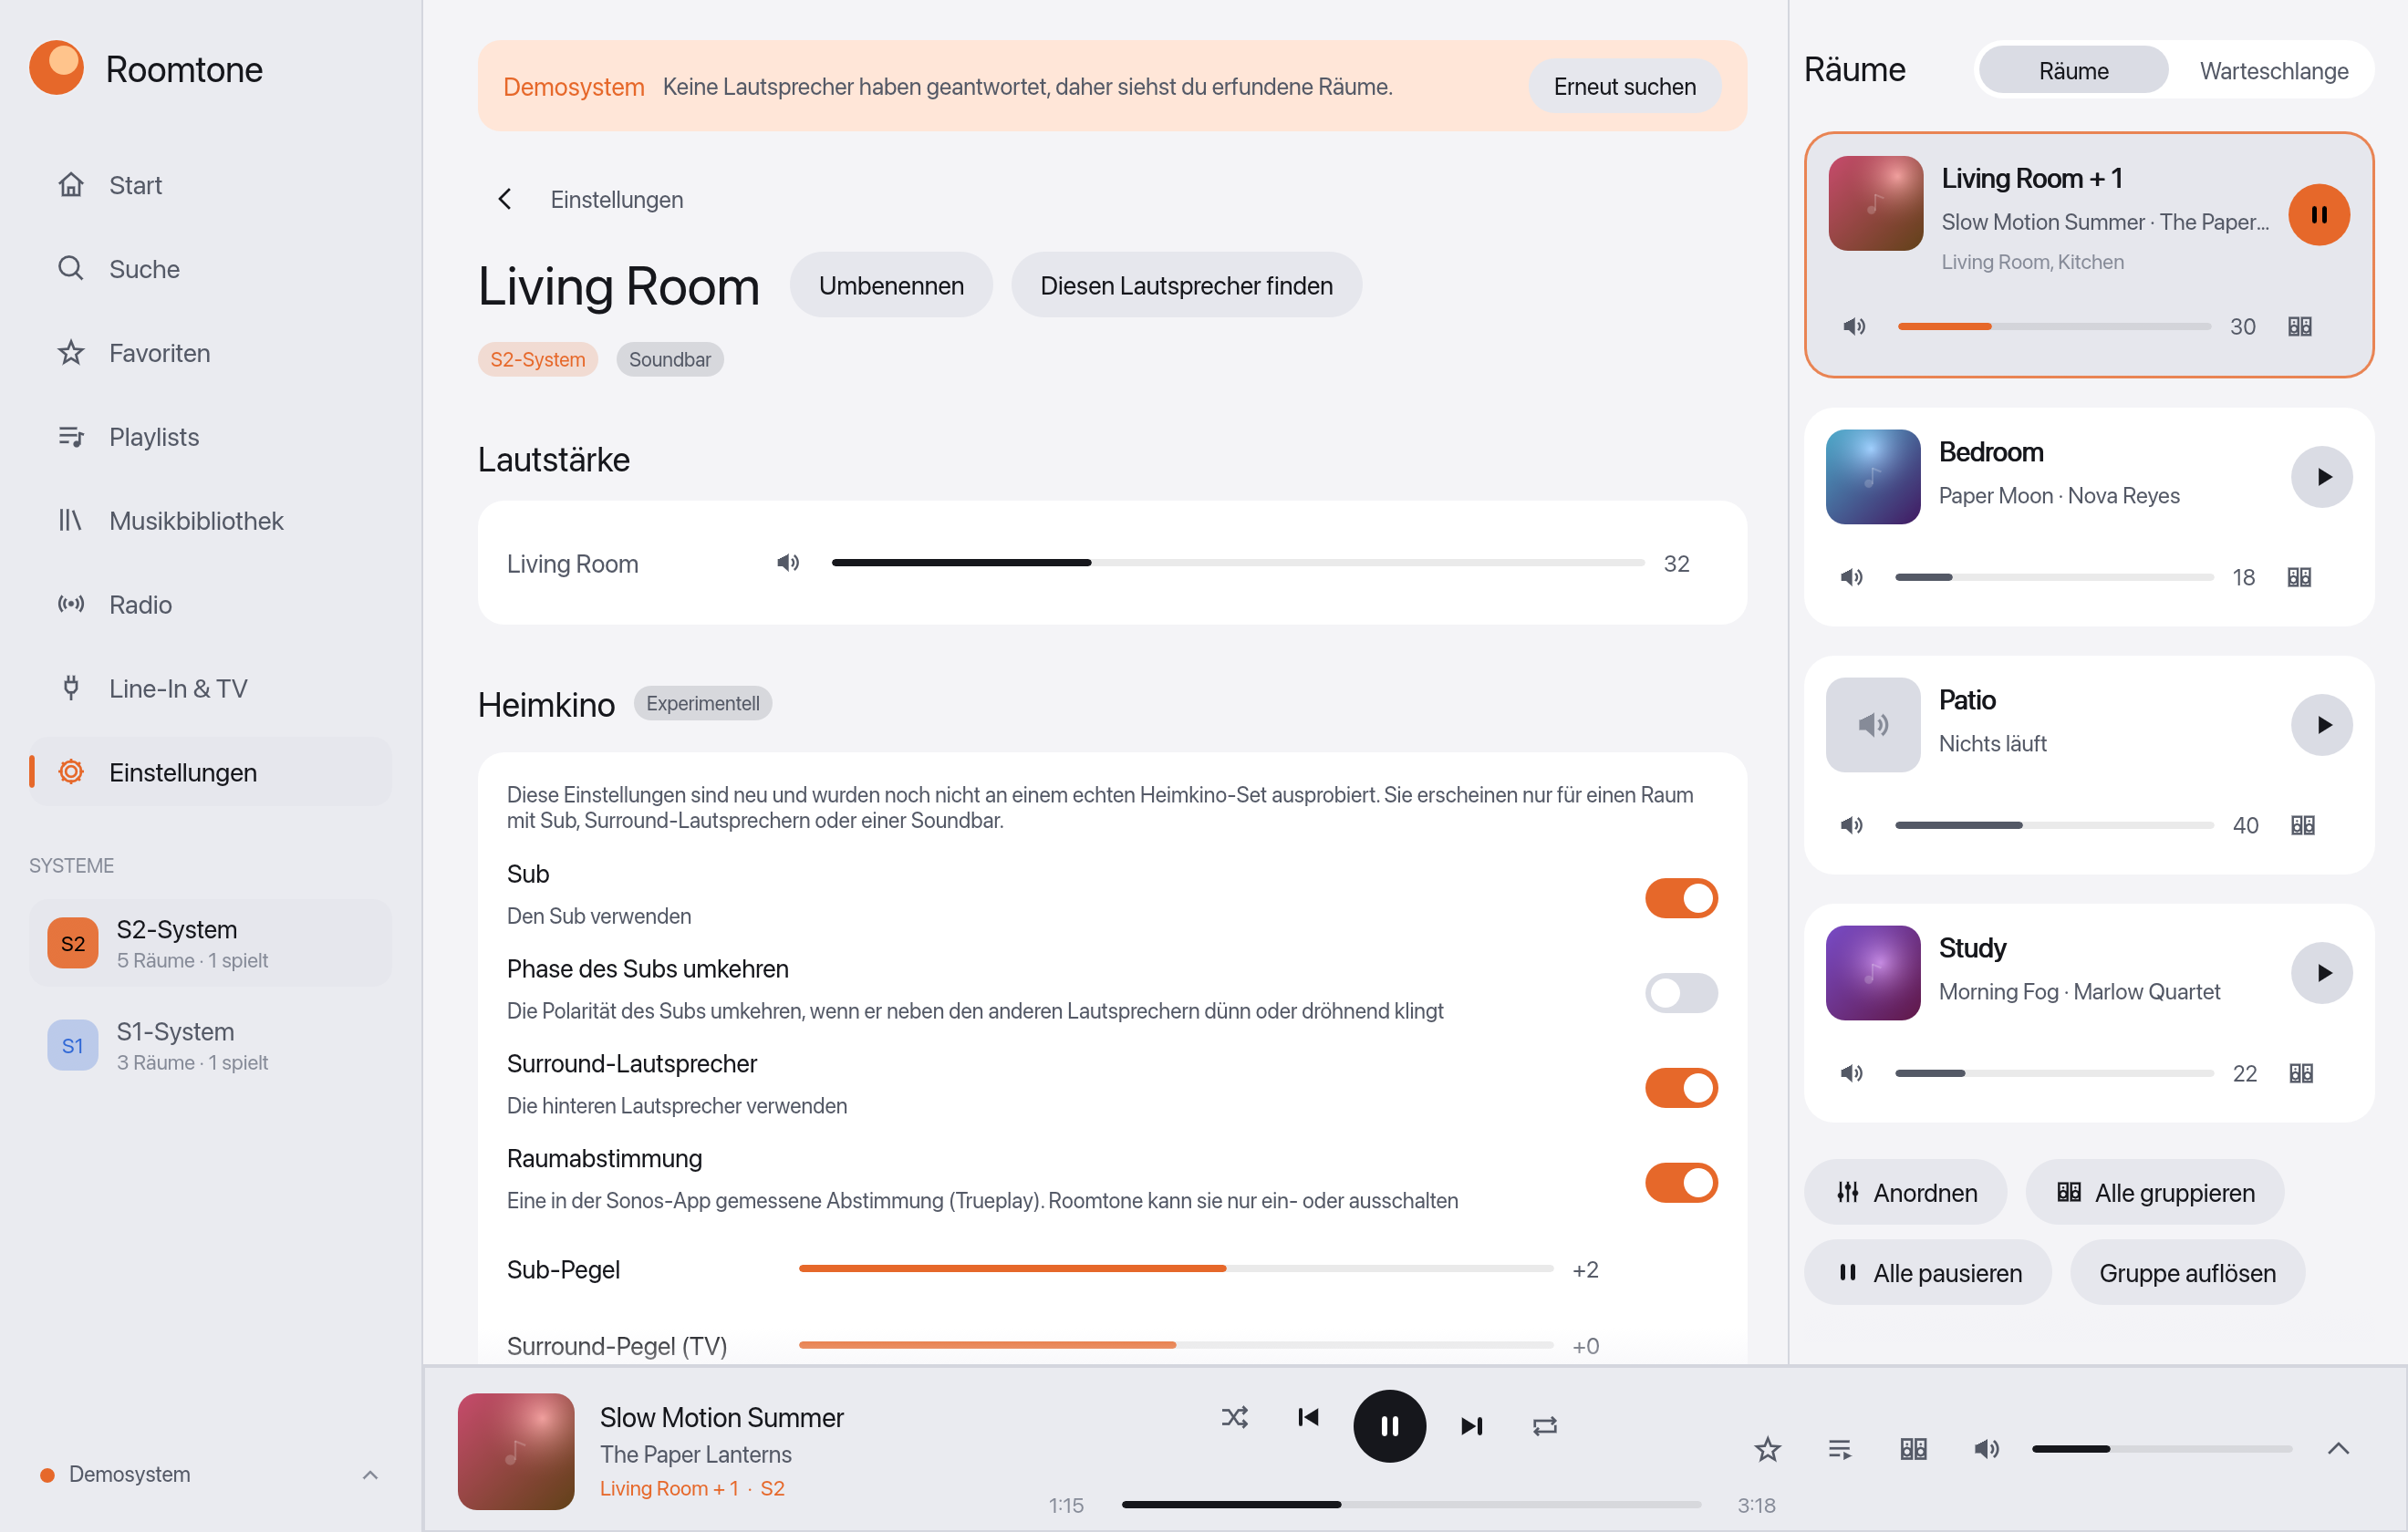 Roomtone
Start
Suche
Favoriten
Playlists
Musikbibliothek
Radio
Line-In & TV
Einstellungen
SYSTEME
S2
S2-System
5 Räume · 1 spielt
S1
S1-System
3 Räume · 1 spielt
Demosystem
Demosystem Keine Lautsprecher haben geantwortet, daher siehst du erfundene Räume. Erneut suchen
Einstellungen
Living Room Umbenennen Diesen Lautsprecher finden
S2-System Soundbar
Lautstärke
Living Room 32
Heimkino Experimentell
Diese Einstellungen sind neu und wurden noch nicht an einem echten Heimkino-Set ausprobiert. Sie erscheinen nur für einen Raum
mit Sub, Surround-Lautsprechern oder einer Soundbar.
Sub
Den Sub verwenden
Phase des Subs umkehren
Die Polarität des Subs umkehren, wenn er neben den anderen Lautsprechern dünn oder dröhnend klingt
Surround-Lautsprecher
Die hinteren Lautsprecher verwenden
Raumabstimmung
Eine in der Sonos-App gemessene Abstimmung (Trueplay). Roomtone kann sie nur ein- oder ausschalten
Sub-Pegel +2
Surround-Pegel (TV) +0
Räume Räume Warteschlange
Living Room + 1
Slow Motion Summer · The Paper...
Living Room, Kitchen
30
Bedroom
Paper Moon · Nova Reyes
18
Patio
Nichts läuft
40
Study
Morning Fog · Marlow Quartet
22
Anordnen Alle gruppieren
Alle pausieren Gruppe auflösen
Slow Motion Summer
The Paper Lanterns
Living Room + 1 · S2
1:15 3:18